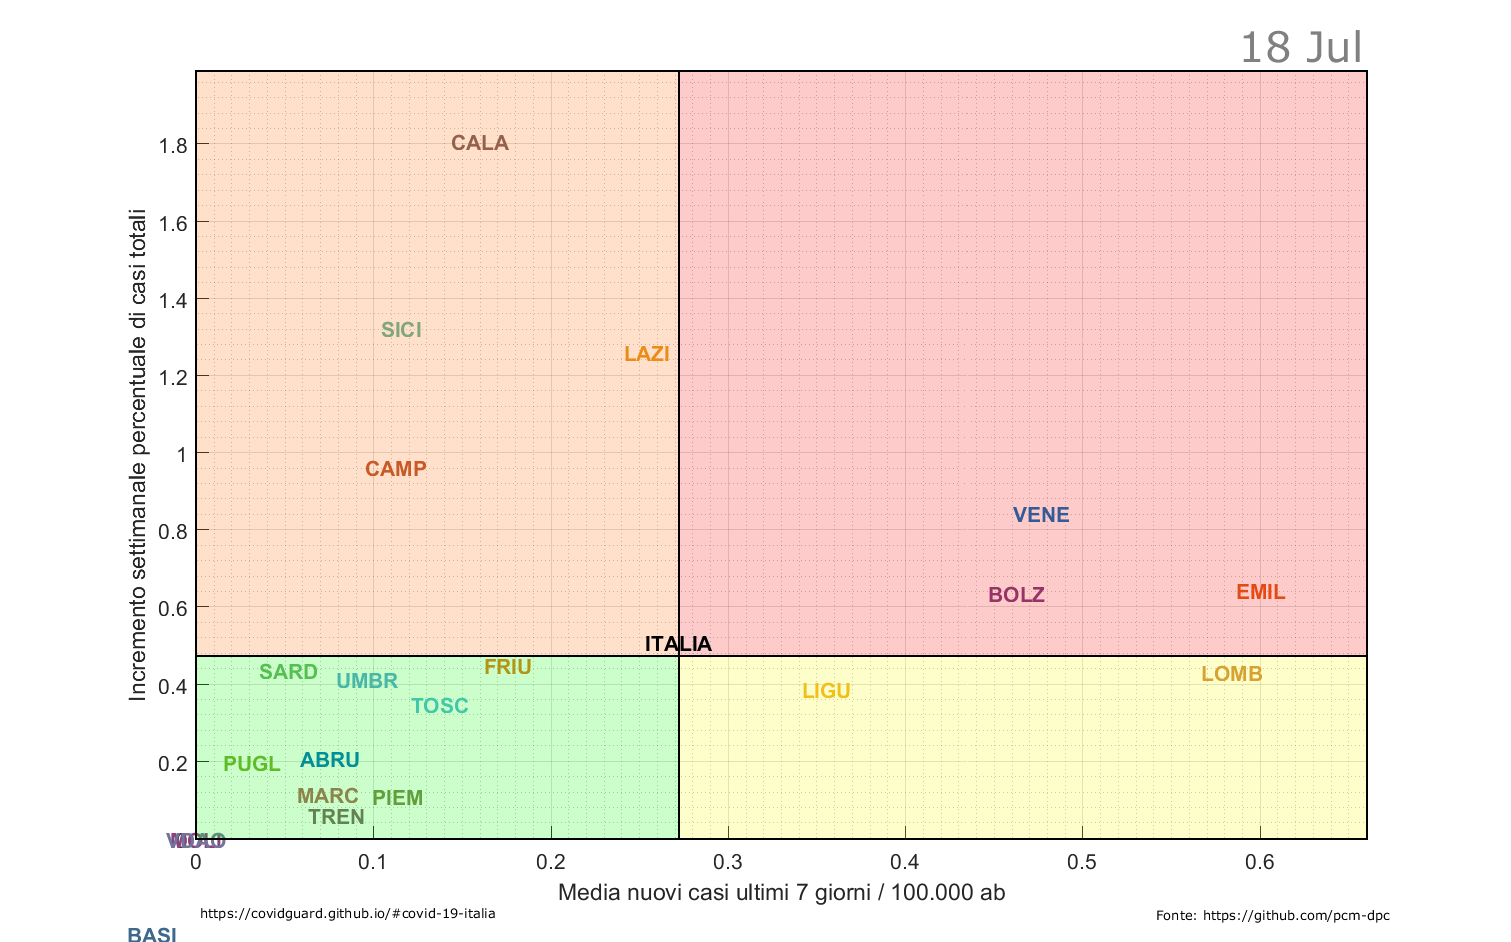 18 Jul
Incremento settimanale percentuale di casi totali
1.8
1.6
1.4
1.2
1
0.8
0.6
0.4
0.2
CALA
SICI
LAZI
CAMP
VENE
BOLZ
EMIL
ITALIA
SARD
UMBR
FRIU
TOSC
LIGU
LOMB
PUGL
ABRU
MARC
PIEM
TREN
0
0.1
0.2
0.3
0.4
0.5
0.6
Media nuovi casi ultimi 7 giorni / 100.000 ab
https://covidguard.github.io/#covid-19-italia
Fonte: https://github.com/pcm-dpc
BASI